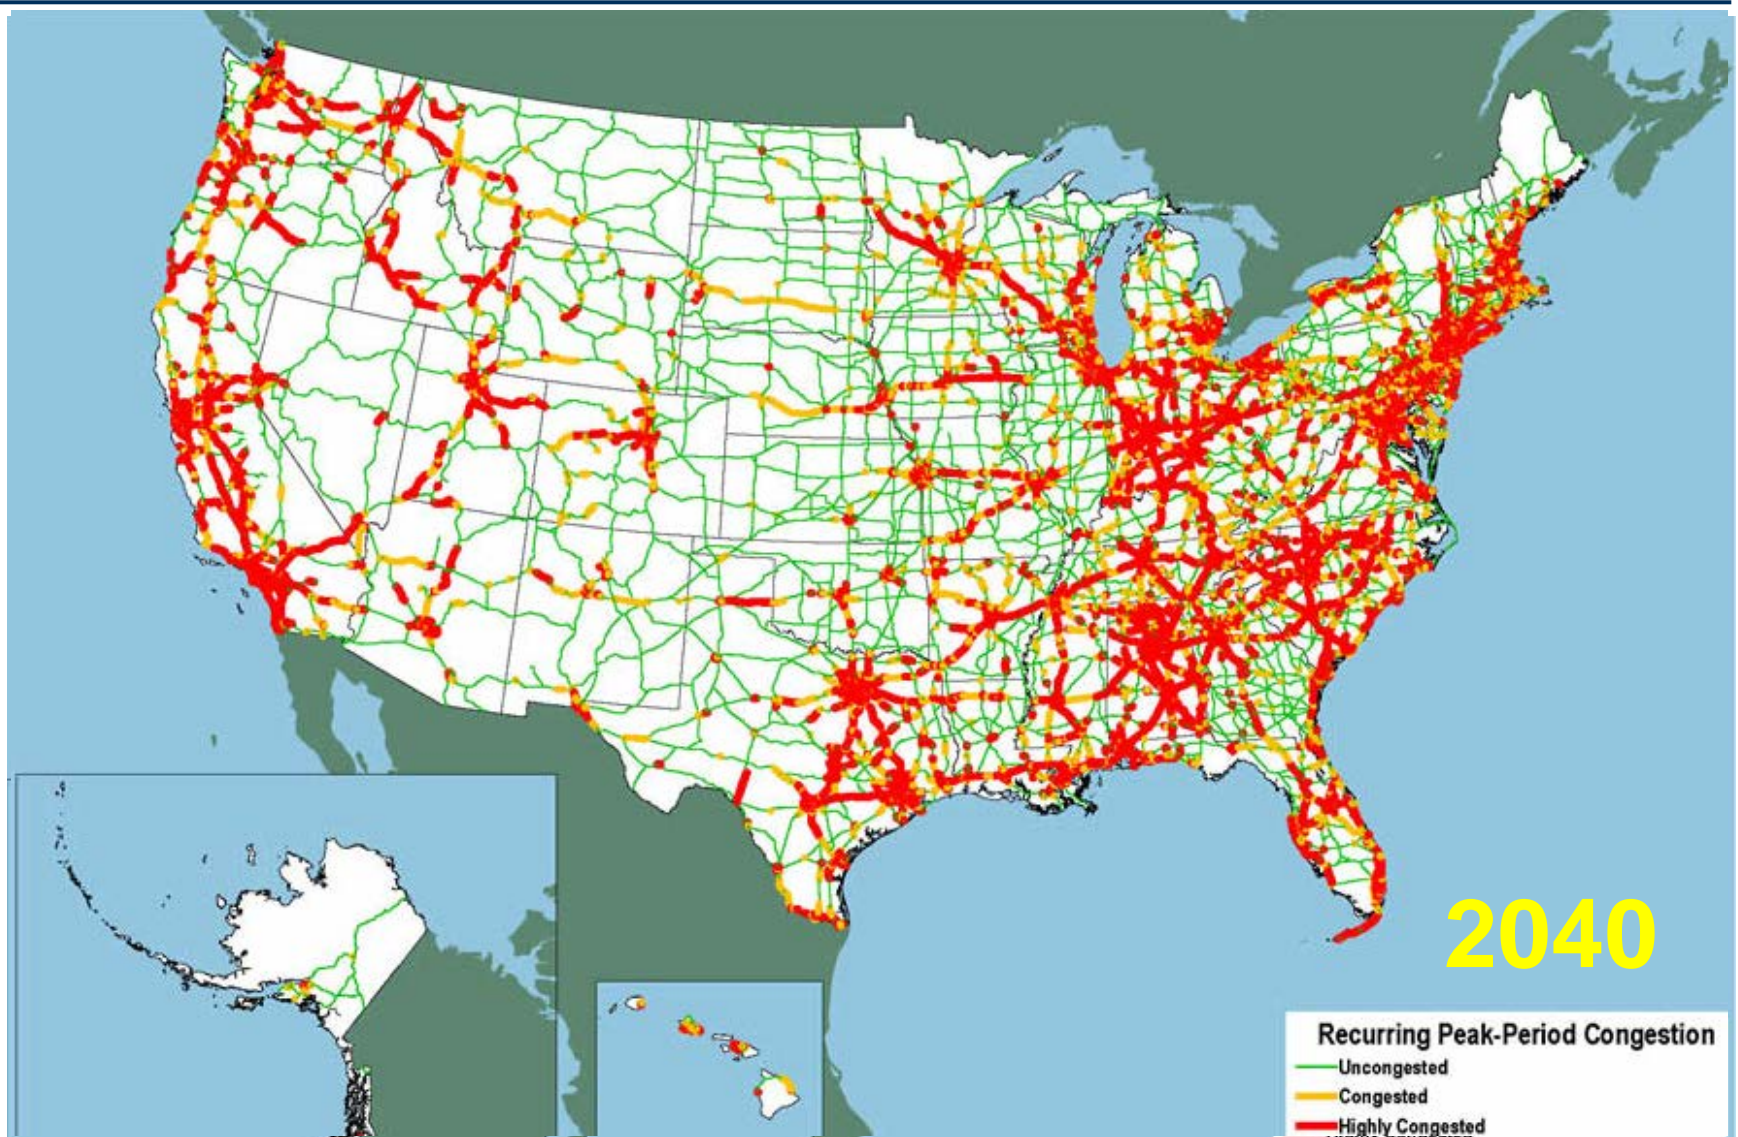 2040
Recurring Peak-Period Congestion
Uncongested
Congested
Highly Congested